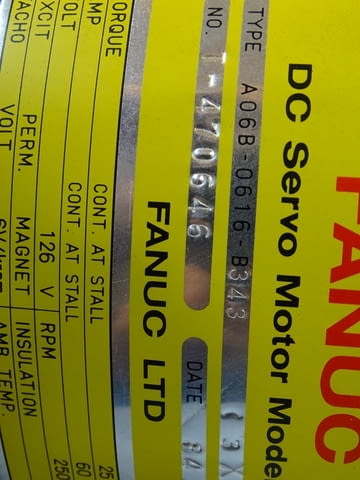 FANUC
DC Servo Motor Mode
TYPE A06B-0616-B343
NO. T-470646 DATE
FANUC LTD
ORQUE CONT. AT STALL 25
MP CONT. AT STALL 60
OLT 250
XCIT PERM. MAGNET INSULATION
ACHO 126 V RPM AMB. TEMP.
VOLT